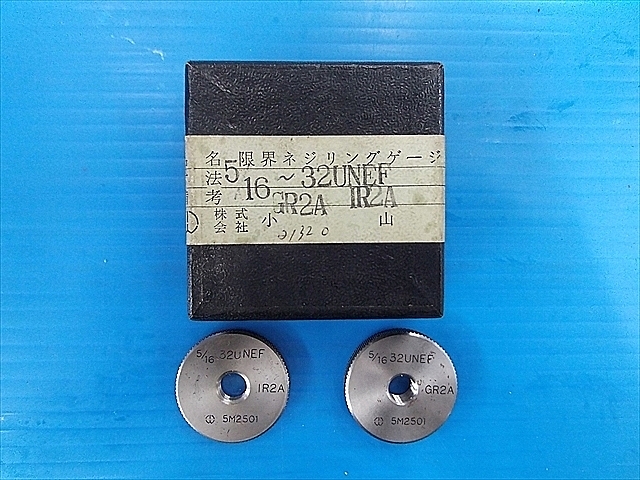 名 限界ネジリングゲージ
法 5/16~32UNEF
考 GR2A IR2A
株式会社 小山
21320
5/16 32UNEF
IR2A
5M2501
5/16 32UNEF
GR2A
5M2501